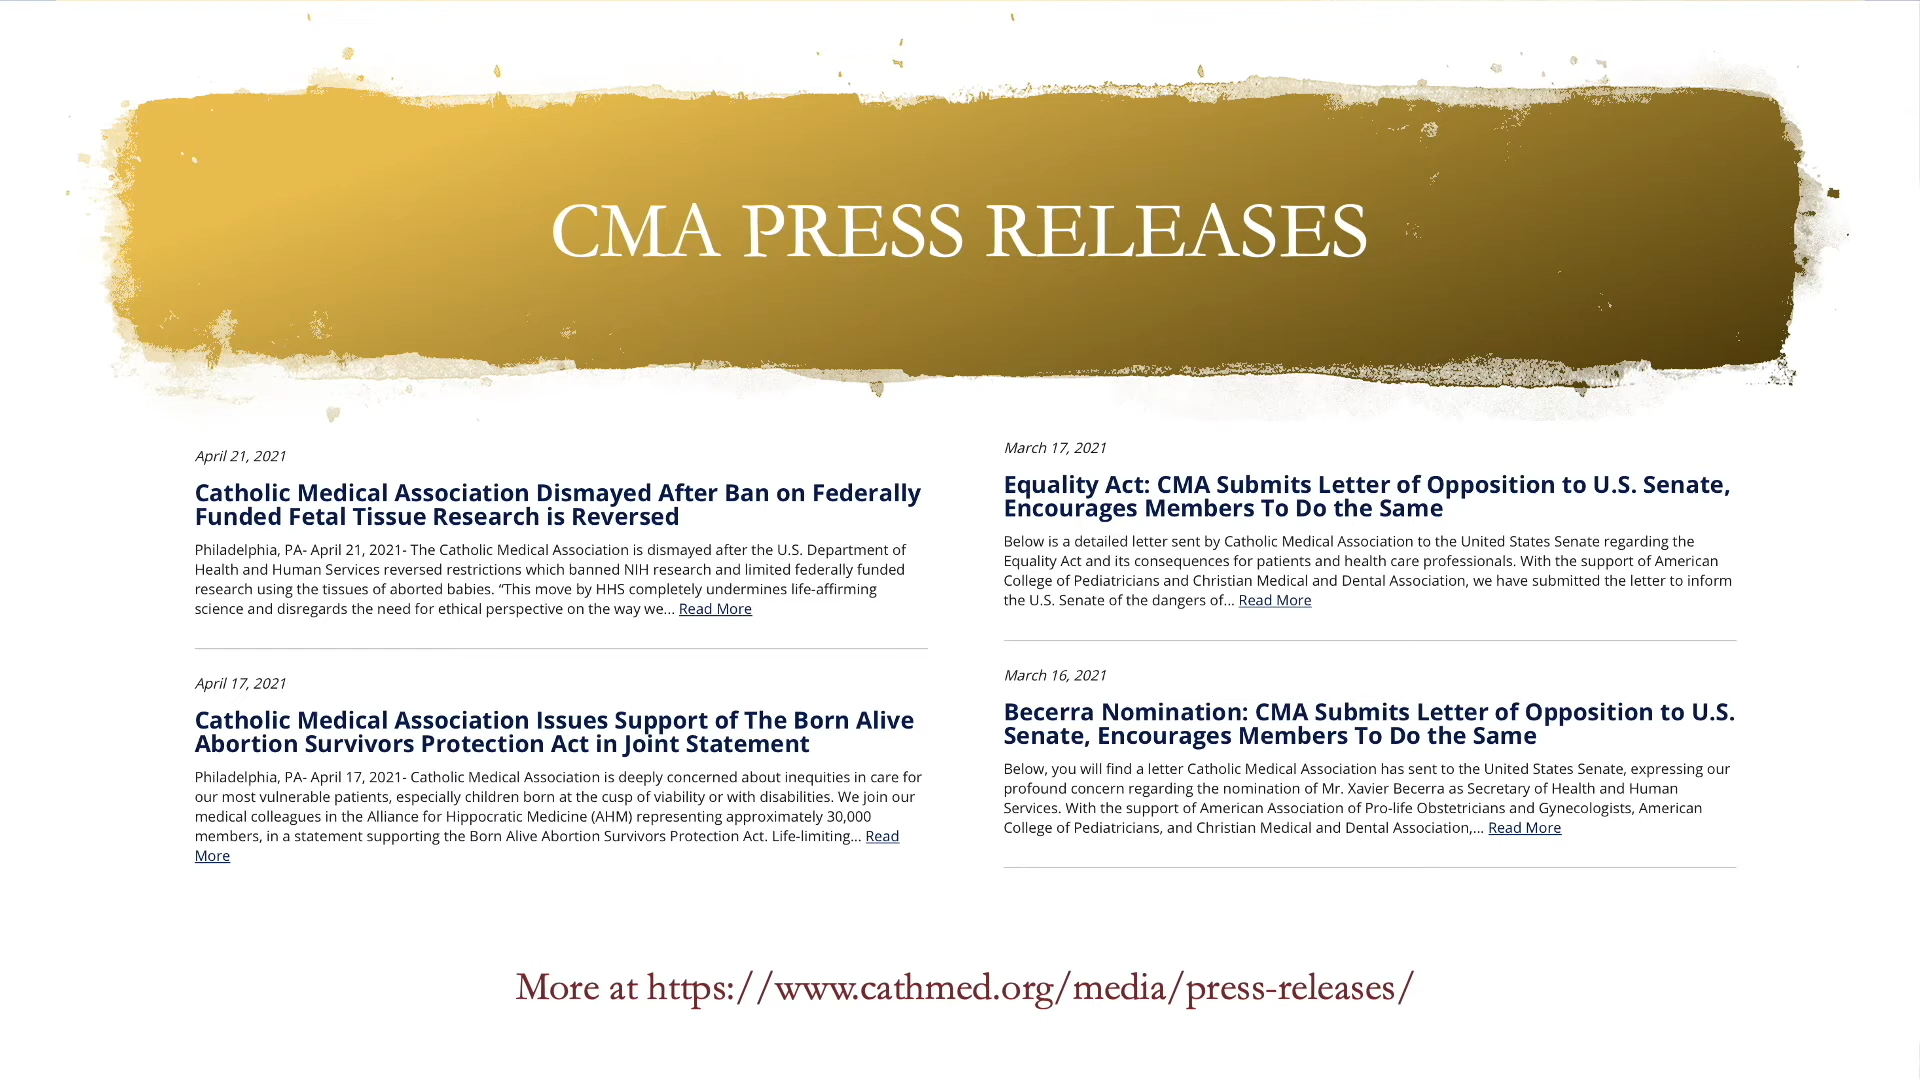 CMA PRESS RELEASES
April 21, 2021
Catholic Medical Association Dismayed After Ban on Federally
Funded Fetal Tissue Research is Reversed
Philadelphia, PA- April 21, 2021- The Catholic Medical Association is dismayed after the U.S. Department of
Health and Human Services reversed restrictions which banned NIH research and limited federally funded
research using the tissues of aborted babies. “This move by HHS completely undermines life-affirming
science and disregards the need for ethical perspective on the way we... Read More
April 17, 2021
Catholic Medical Association Issues Support of The Born Alive
Abortion Survivors Protection Act in Joint Statement
Philadelphia, PA- April 17, 2021- Catholic Medical Association is deeply concerned about inequities in care for
our most vulnerable patients, especially children born at the cusp of viability or with disabilities. We join our
medical colleagues in the Alliance for Hippocratic Medicine (AHM) representing approximately 30,000
members, in a statement supporting the Born Alive Abortion Survivors Protection Act. Life-limiting... Read
More
March 17, 2021
Equality Act: CMA Submits Letter of Opposition to U.S. Senate,
Encourages Members To Do the Same
Below is a detailed letter sent by Catholic Medical Association to the United States Senate regarding the
Equality Act and its consequences for patients and health care professionals. With the support of American
College of Pediatricians and Christian Medical and Dental Association, we have submitted the letter to inform
the U.S. Senate of the dangers of... Read More
March 16, 2021
Becerra Nomination: CMA Submits Letter of Opposition to U.S.
Senate, Encourages Members To Do the Same
Below, you will find a letter Catholic Medical Association has sent to the United States Senate, expressing our
profound concern regarding the nomination of Mr. Xavier Becerra as Secretary of Health and Human
Services. With the support of American Association of Pro-life Obstetricians and Gynecologists, American
College of Pediatricians, and Christian Medical and Dental Association,... Read More
More at https://www.cathmed.org/media/press-releases/